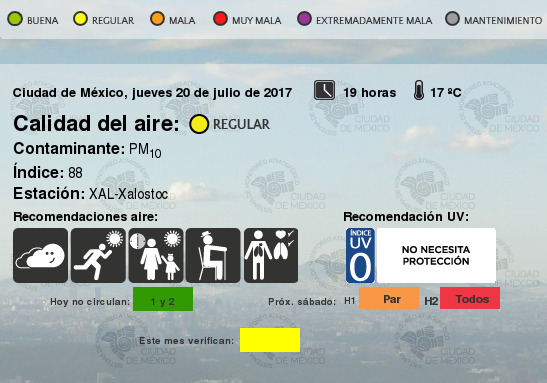 BUENA REGULAR MALA MUY MALA EXTREMADAMENTE MALA MANTENIMIENTO
Ciudad de México, jueves 20 de julio de 2017 19 horas 17 ºC
Calidad del aire: REGULAR
Contaminante: PM10
Índice: 88
Estación: XAL-Xalostoc
Recomendaciones aire: Recomendación UV:
ÍNDICE
UV
0
NO NECESITA
PROTECCIÓN
Hoy no circulan: 1 y 2 Próx. sábado: H1 Par H2 Todos
Este mes verifican: